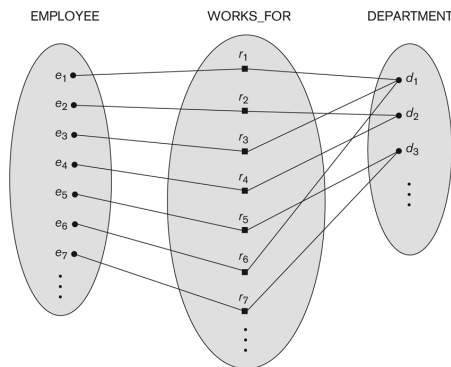 EMPLOYEE WORKS_FOR DEPARTMENT
e1 r1 d1
e2 r2 d2
e3 r3 d3
e4 r4
e5 r5
e6 r6
e7 r7